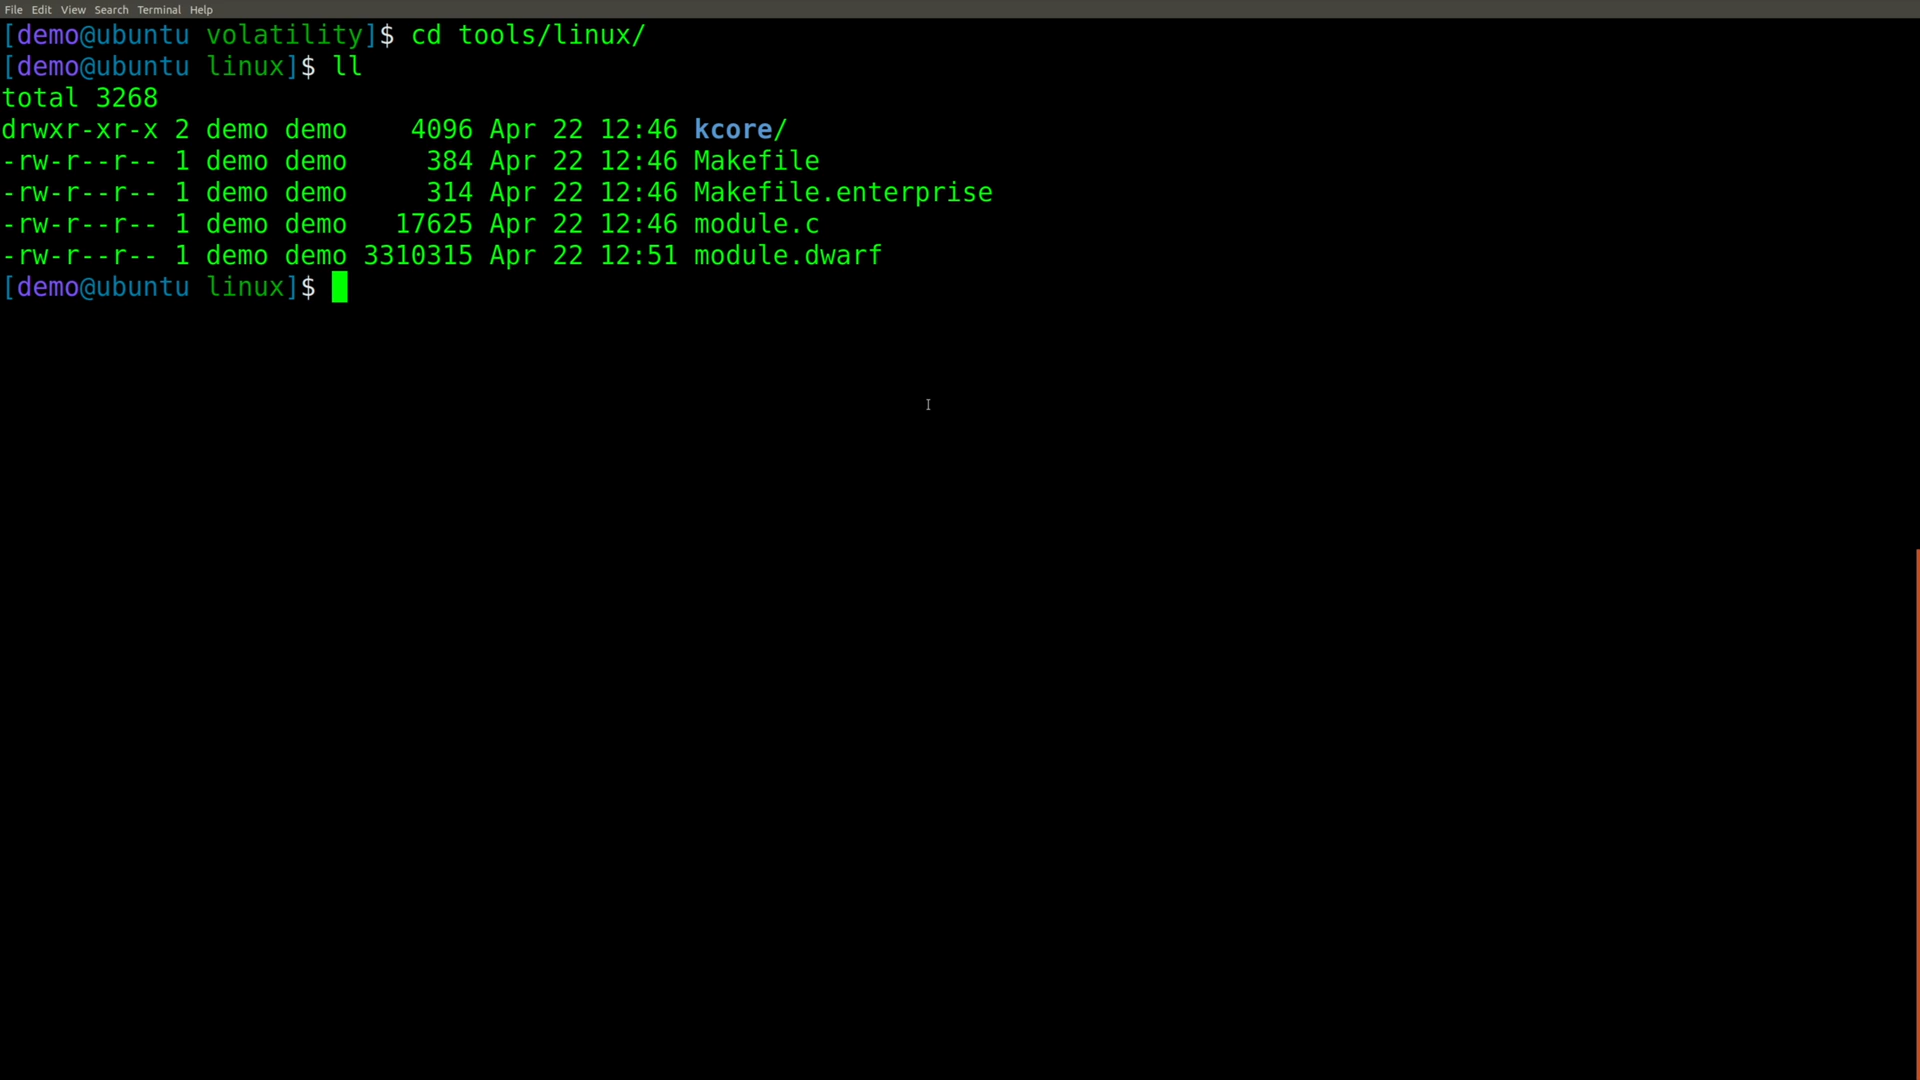 File Edit View Search Terminal Help
[demo@ubuntu volatility]$ cd tools/linux/
[demo@ubuntu linux]$ ll
total 3268
drwxr-xr-x 2 demo demo    4096 Apr 22 12:46 kcore/
-rw-r--r-- 1 demo demo     384 Apr 22 12:46 Makefile
-rw-r--r-- 1 demo demo     314 Apr 22 12:46 Makefile.enterprise
-rw-r--r-- 1 demo demo   17625 Apr 22 12:46 module.c
-rw-r--r-- 1 demo demo 3310315 Apr 22 12:51 module.dwarf
[demo@ubuntu linux]$